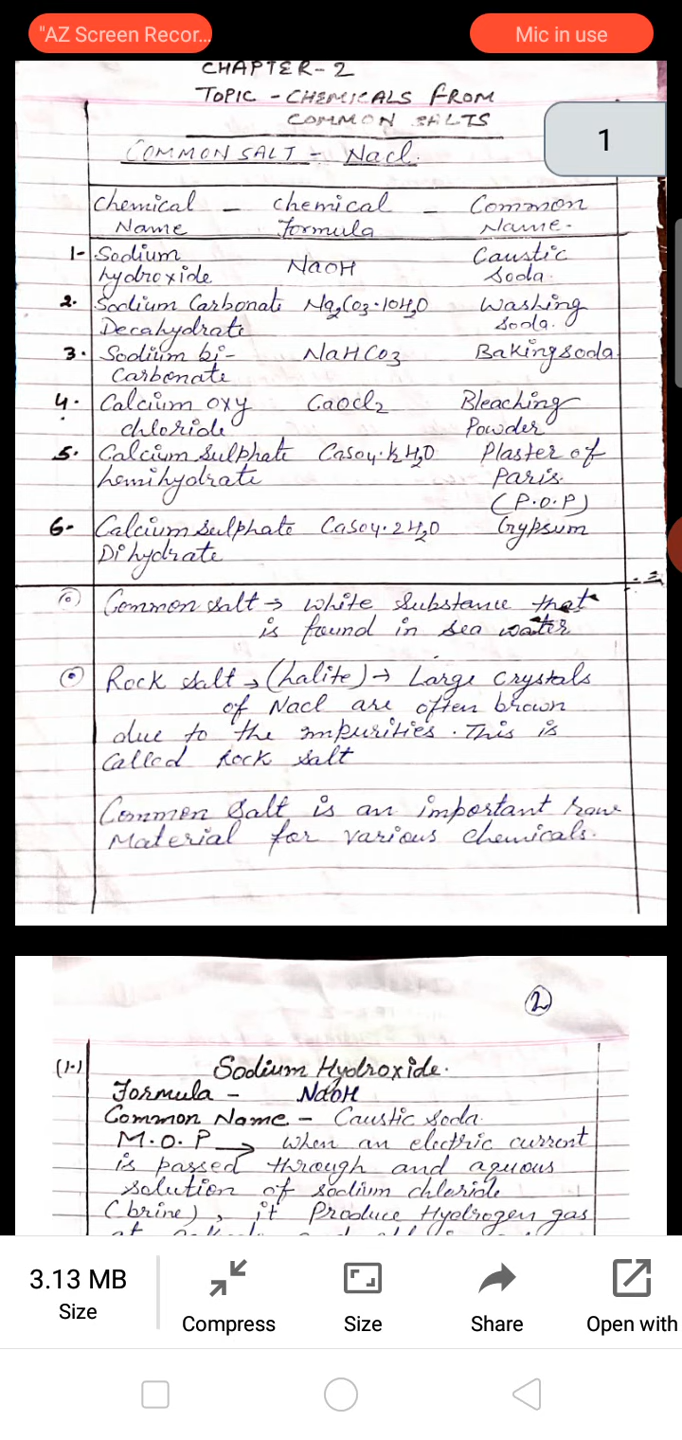 "AZ Screen Recor...
Mic in use
CHAPTER-2
TOPIC - CHEMICALS FROM
COMMON SALTS
1
COMMON SALT - Nacl.
Chemical Name - chemical formula - Common Name.
1- Sodium hydroxide NaOH Caustic Soda.
2. Sodium Carbonate Decahydrate Na2Co3.10H2O Washing Soda.
3. Sodium bi-Carbonate NaHCo3 Baking soda
4. Calcium oxy chloride CaOcl2 Bleaching Powder
5. Calcium Sulphate hemihydrate Caso4.½H2O Plaster of Paris. (P.O.P)
6- Calcium Sulphate Dihydrate CaSo4.2H2O Gypsum
Common salt → white substance that
is found in sea water
Rock salt → (halite) → Large crystals
of Nacl are often brown
due to the impurities. This is
Called Rock salt
Common Salt is an important raw
Material for various chemicals.
2
(1.) Sodium Hydroxide.
Formula - NaOH
Common Name - Caustic soda.
M.O.P → When an electric current
is passed through and aquous
solution of sodium chloride
(brine), it Produce Hydrogen gas
3.13 MB
Size
Compress
Size
Share
Open with